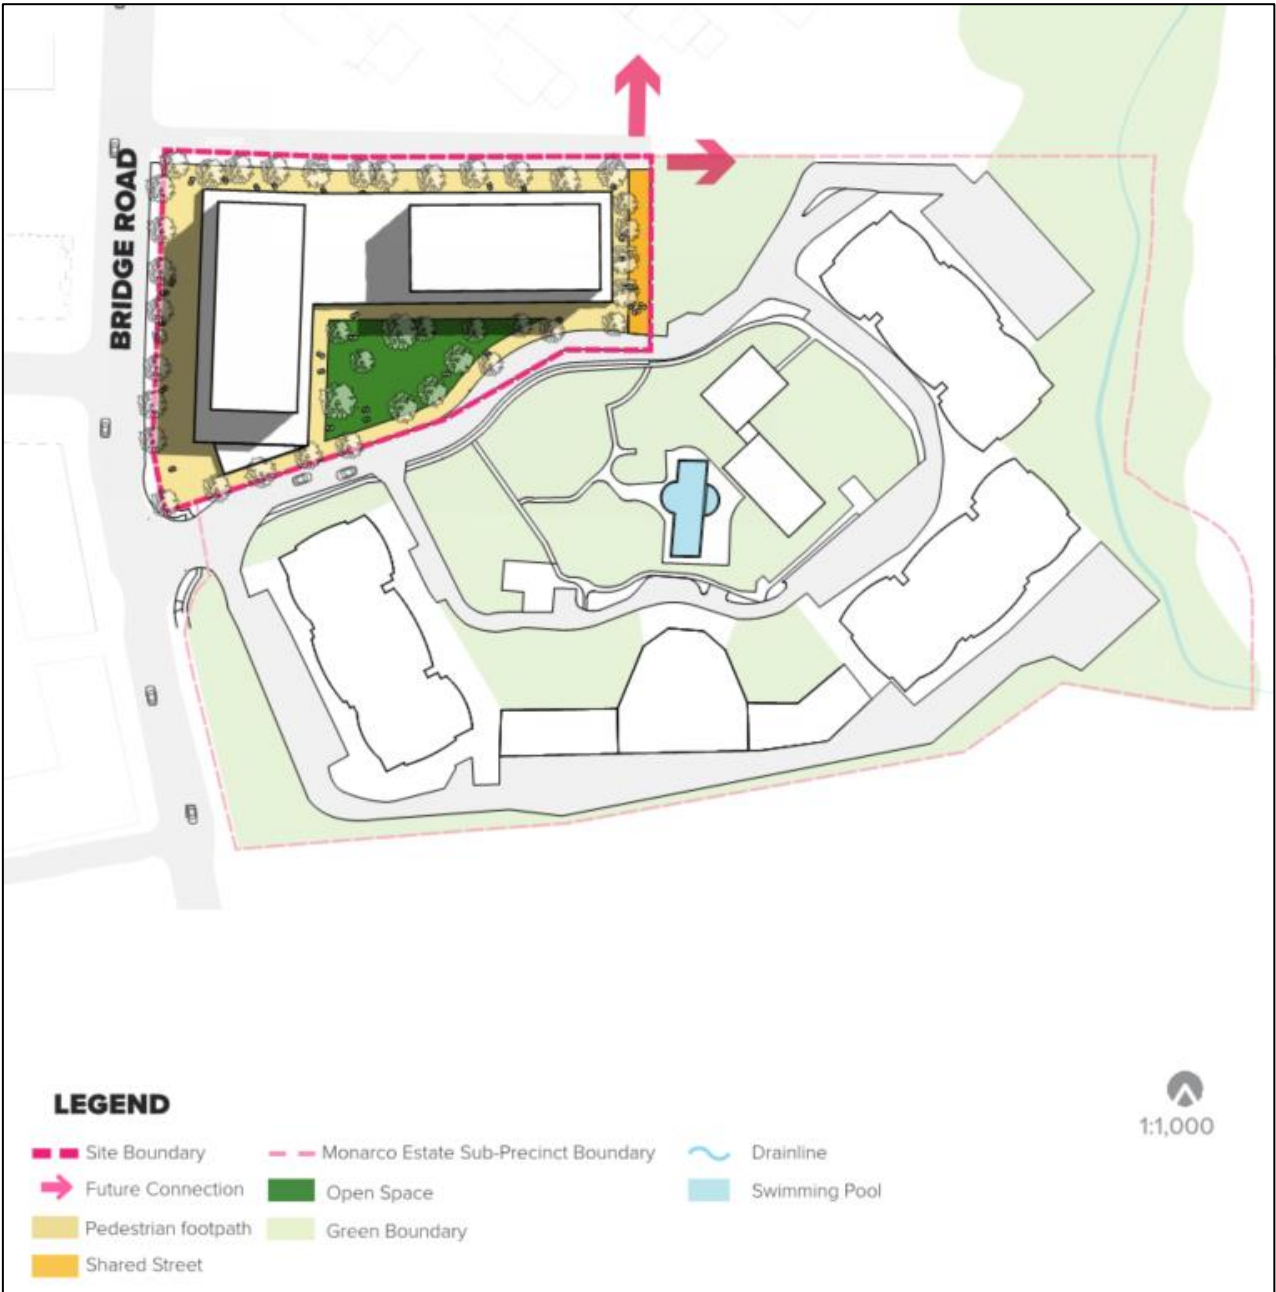 BRIDGE ROAD
LEGEND
1:1,000
Site Boundary
Monarco Estate Sub-Precinct Boundary
Drainline
Future Connection
Open Space
Swimming Pool
Pedestrian footpath
Green Boundary
Shared Street